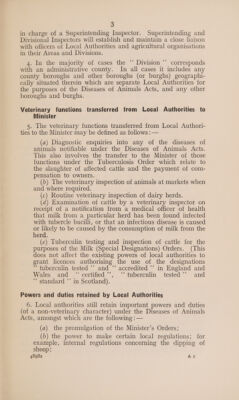 3
in charge of a Superintending Inspector. Superintending and
Divisional Inspectors will establish and maintain a close liaison
with officers of Local Authorities and agricultural organisations
in their Areas and Divisions.
4. In the majority of cases the " Division " corresponds
with an administrative county. In all cases it includes any
county boroughs and other boroughs (or burghs) geographi-
cally situated therein which are separate Local Authorities for
the purposes of the Diseases of Animals Acts, and any other
boroughs and burghs.
Veterinary functions transferred from Local Authorities to
Minister
5. The veterinary functions transferred from Local Authori-
ties to the Minister may be defined as follows:—
(a) Diagnostic enquiries into any of the diseases of
animals notifiable under the Diseases of Animals Acts.
This also involves the transfer to the Minister of those
functions under the Tuberculosis Order which relate to
the slaughter of affected cattle and the payment of com-
pensation to owners.
(b) The veterinary inspection of animals at markets when
and where required.
(c) Routine veterinary inspection of dairy herds.
(d) Examination of cattle by a veterinary inspector on
receipt of a notification from a medical officer of health
that milk from a particular herd has been found infected
with tubercle bacilli, or that an infectious disease is caused
or likely to be caused by the consumption of milk from the
herd.
(e) Tuberculin testing and inspection of cattle for the
purposes of the Milk (Special Designations) Orders. (This
does not affect the existing powers of local authorities to
grant licences authorising the use of the designations
" tuberculin tested " and " accredited " in England and
Wales and " certified ", " tuberculin tested " and
" standard " in Scotland).
Powers and duties retained by Local Authorities
6. Local authorities still retain important powers and duties
(of a non-veterinary character) under the Diseases of Animals
Acts, amongst which are the following:—
(a) the promulgation of the Minister's Orders;
(b) the power to make certain local regulations; for
example, internal regulations concerning the dipping of
sheep;
A 2